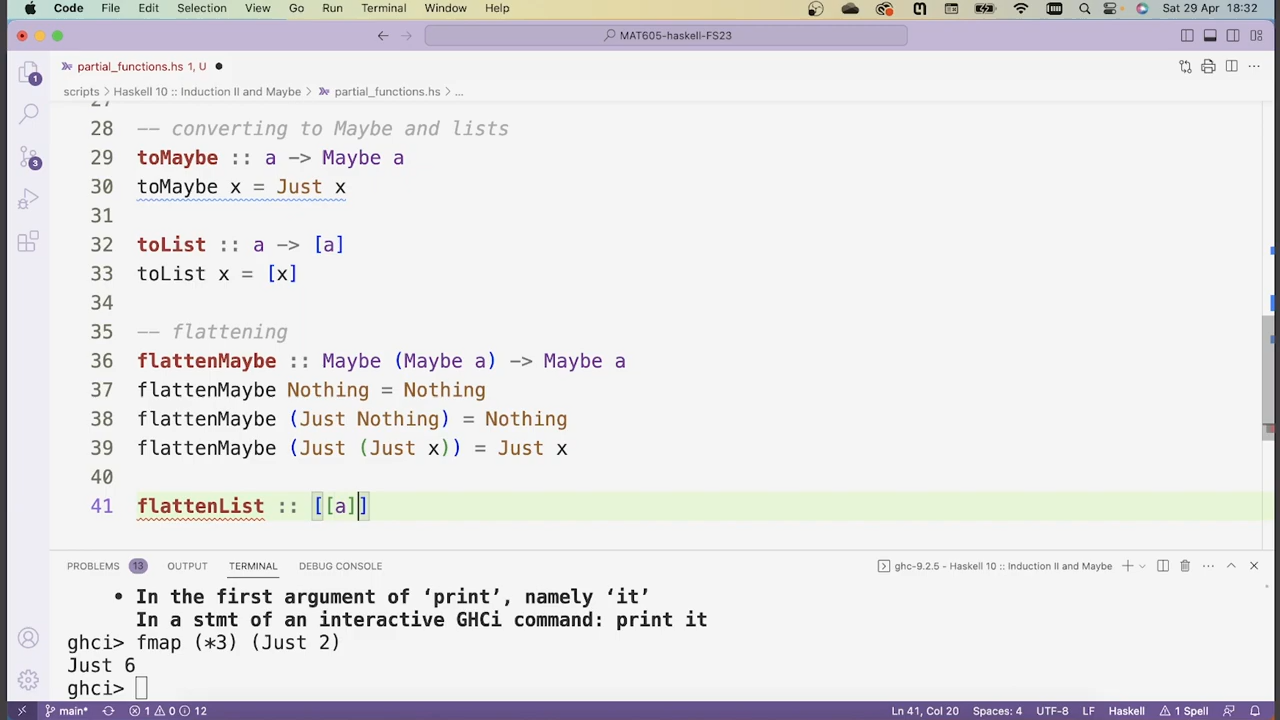 Code File Edit Selection View Go Run Terminal Window Help Sat 29 Apr 18:32
MAT605-haskell-FS23
partial_functions.hs 1, U
scripts > Haskell 10 :: Induction II and Maybe > partial_functions.hs > ...
27
28 -- converting to Maybe and lists
29 toMaybe :: a -> Maybe a
30 toMaybe x = Just x
31
32 toList :: a -> [a]
33 toList x = [x]
34
35 -- flattening
36 flattenMaybe :: Maybe (Maybe a) -> Maybe a
37 flattenMaybe Nothing = Nothing
38 flattenMaybe (Just Nothing) = Nothing
39 flattenMaybe (Just (Just x)) = Just x
40
41 flattenList :: [[a]]
1
3
PROBLEMS 13 OUTPUT TERMINAL DEBUG CONSOLE ghc-9.2.5 - Haskell 10 :: Induction II and Maybe
• In the first argument of ‘print’, namely ‘it’
In a stmt of an interactive GHCi command: print it
ghci> fmap (*3) (Just 2)
Just 6
ghci>
main* 1 0 12 Ln 41, Col 20 Spaces: 4 UTF-8 LF Haskell 1 Spell